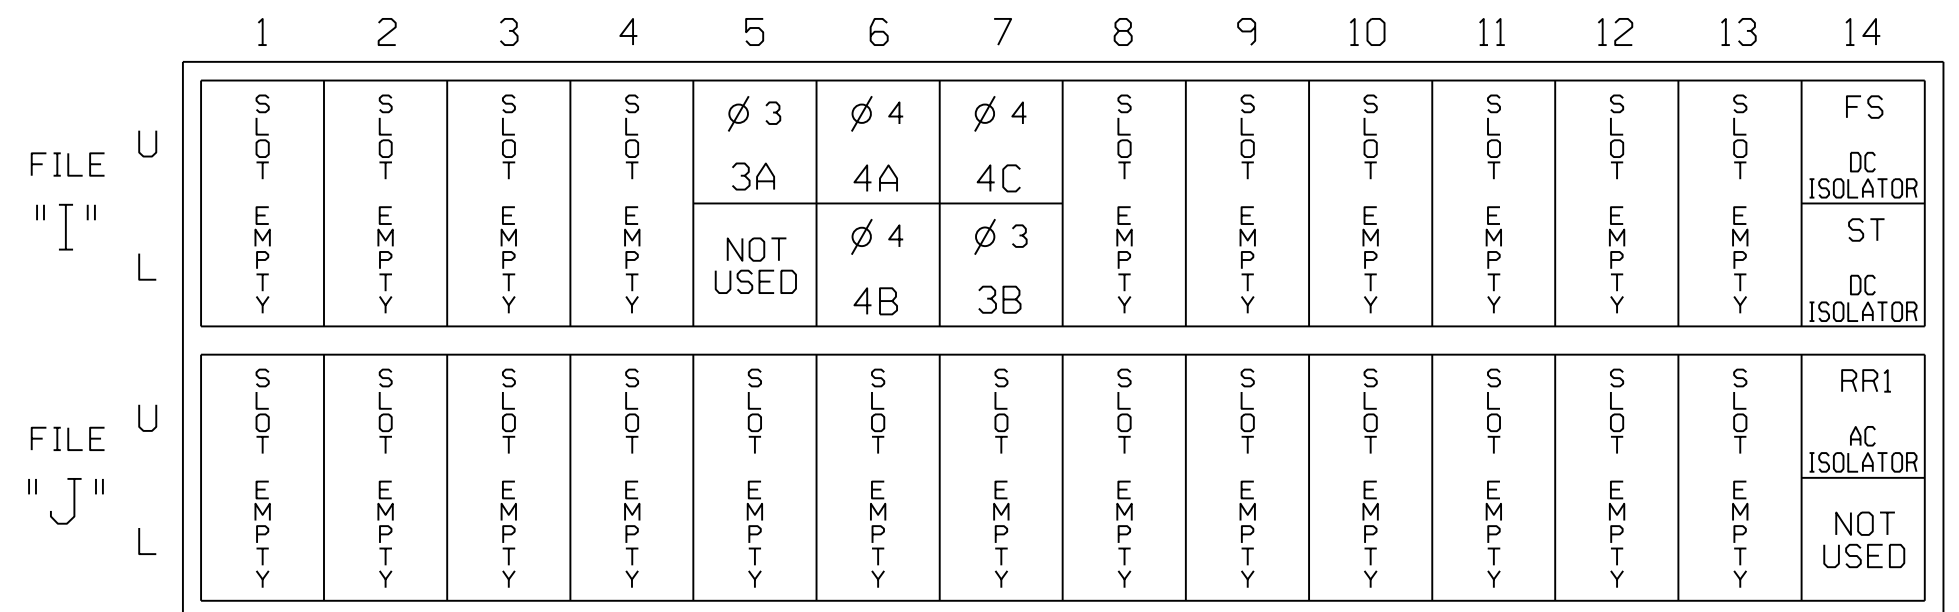 1 2 3 4 5 6 7 8 9 10 11 12 13 14
FILE "I"
U
L
SLOT EMPTY
SLOT EMPTY
SLOT EMPTY
SLOT EMPTY
Ø 3
3A
NOT
USED
Ø 4
4A
Ø 4
4B
Ø 4
4C
Ø 3
3B
SLOT EMPTY
SLOT EMPTY
SLOT EMPTY
SLOT EMPTY
SLOT EMPTY
SLOT EMPTY
FS
DC
ISOLATOR
ST
DC
ISOLATOR
FILE "J"
U
L
SLOT EMPTY
SLOT EMPTY
SLOT EMPTY
SLOT EMPTY
SLOT EMPTY
SLOT EMPTY
SLOT EMPTY
SLOT EMPTY
SLOT EMPTY
SLOT EMPTY
SLOT EMPTY
SLOT EMPTY
SLOT EMPTY
RR1
AC
ISOLATOR
NOT
USED